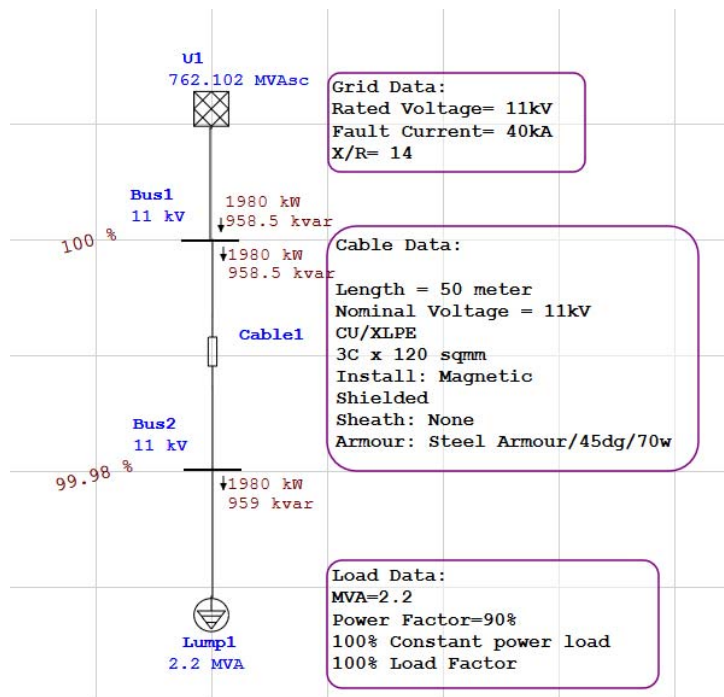 U1
762.102 MVAsc
Grid Data:
Rated Voltage= 11kV
Fault Current= 40kA
X/R= 14
Bus1
11 kV
1980 kW
958.5 kvar
100 %
1980 kW
958.5 kvar
Cable Data:
Length = 50 meter
Nominal Voltage = 11kV
CU/XLPE
3C x 120 sqmm
Install: Magnetic
Shielded
Sheath: None
Armour: Steel Armour/45dg/70w
Cable1
Bus2
11 kV
99.98 %
1980 kW
959 kvar
Load Data:
MVA=2.2
Power Factor=90%
100% Constant power load
100% Load Factor
Lump1
2.2 MVA